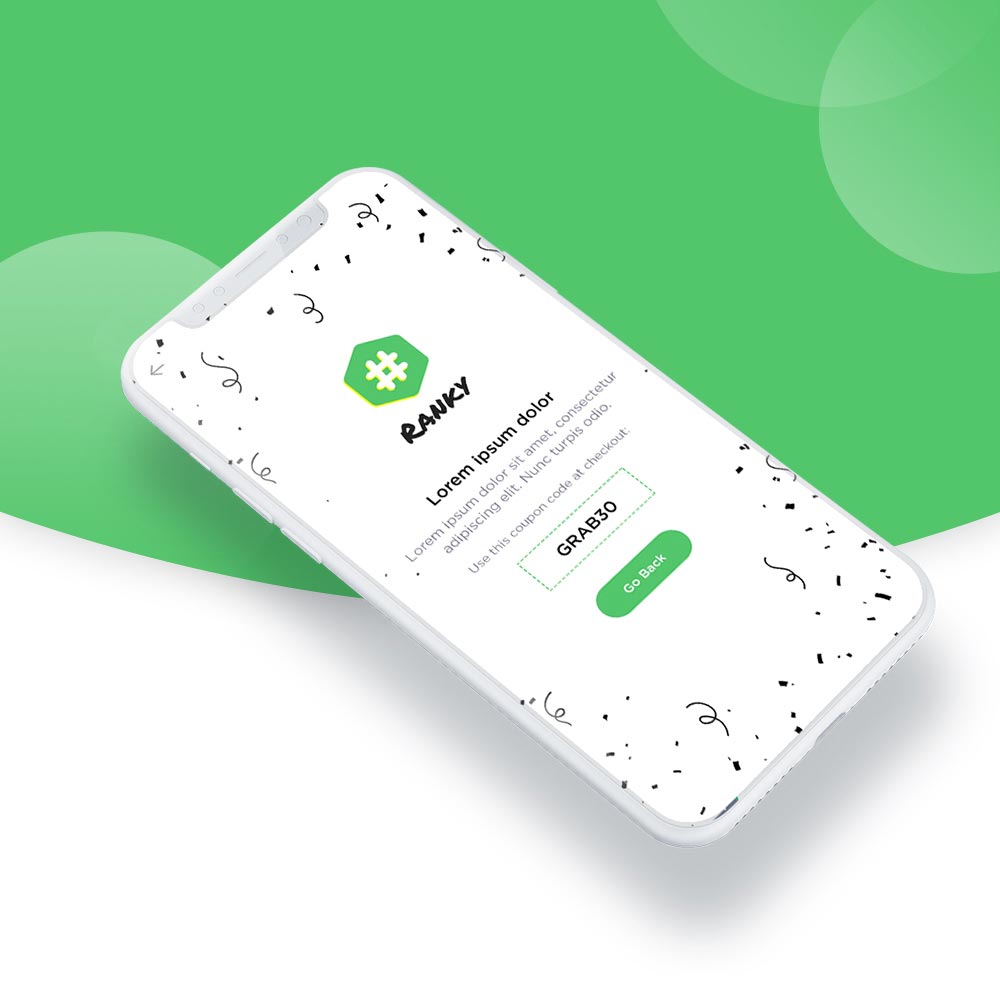 RANKY
Lorem ipsum dolor
Lorem ipsum dolor sit amet, consectetur
adipiscing elit. Nunc turpis odio.
Use this coupon code at checkout:
GRAB30
Go Back